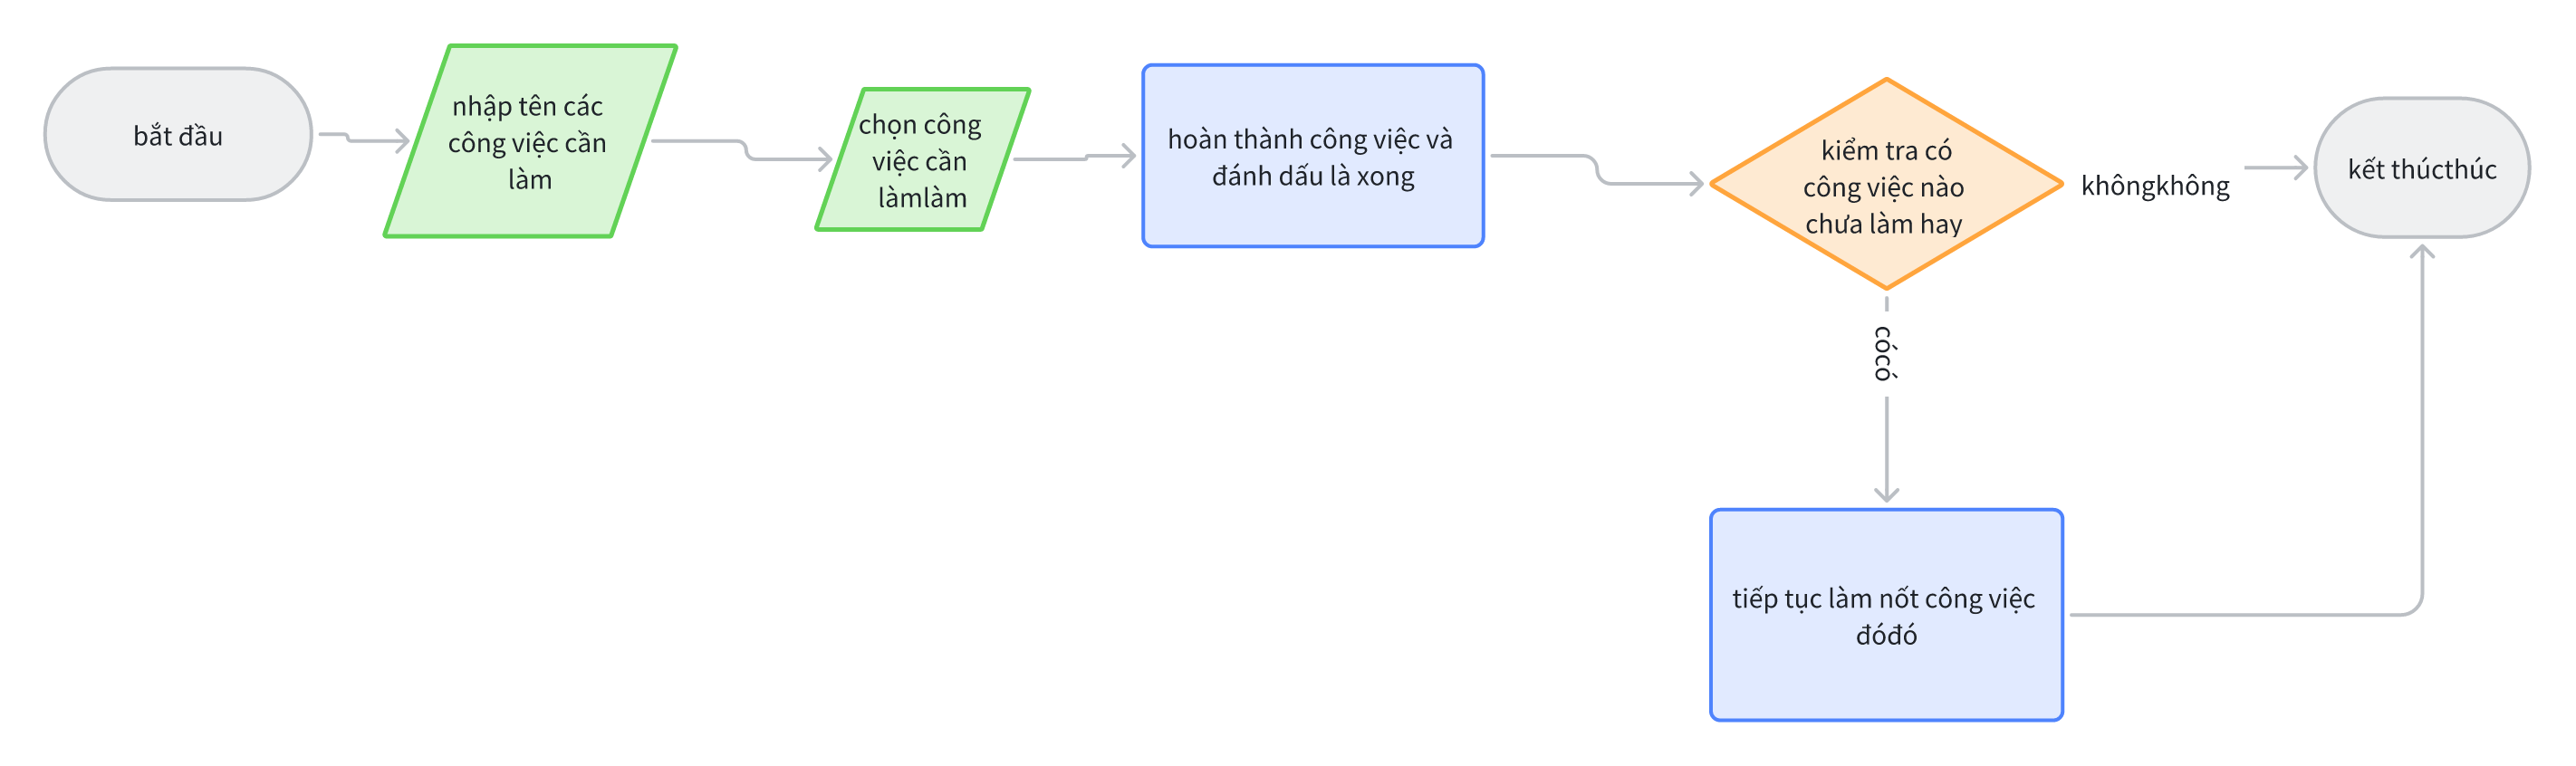 bắt đầu
nhập tên các
công việc cần
làm
chọn công
việc cần
làmlàm
hoàn thành công việc và
đánh dấu là xong
kiểm tra có
công việc nào
chưa làm hay
khôngkhông
kết thúcthúc
cócó
tiếp tục làm nốt công việc
đóđó